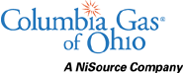 Columbia Gas®
of Ohio
A NiSource Company